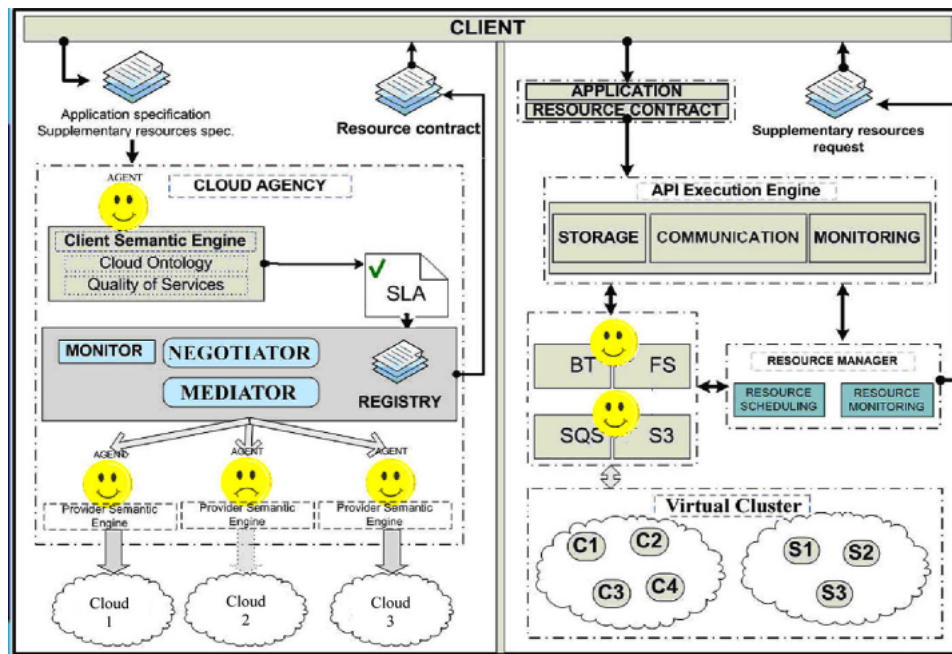 CLIENT
Application specification
Supplementary resources spec.
Resource contract
AGENT
CLOUD AGENCY
Client Semantic Engine
Cloud Ontology
Quality of Services
SLA
MONITOR
NEGOTIATOR
MEDIATOR
REGISTRY
AGENT
AGENT
AGENT
Provider Semantic
Engine
Provider Semantic
Engine
Provider Semantic
Engine
Cloud
1
Cloud
2
Cloud
3
APPLICATION
RESOURCE CONTRACT
Supplementary resources
request
API Execution Engine
STORAGE
COMMUNICATION
MONITORING
BT
FS
SQS
S3
RESOURCE MANAGER
RESOURCE
SCHEDULING
RESOURCE
MONITORING
Virtual Cluster
C1
C2
C3
C4
S1
S2
S3